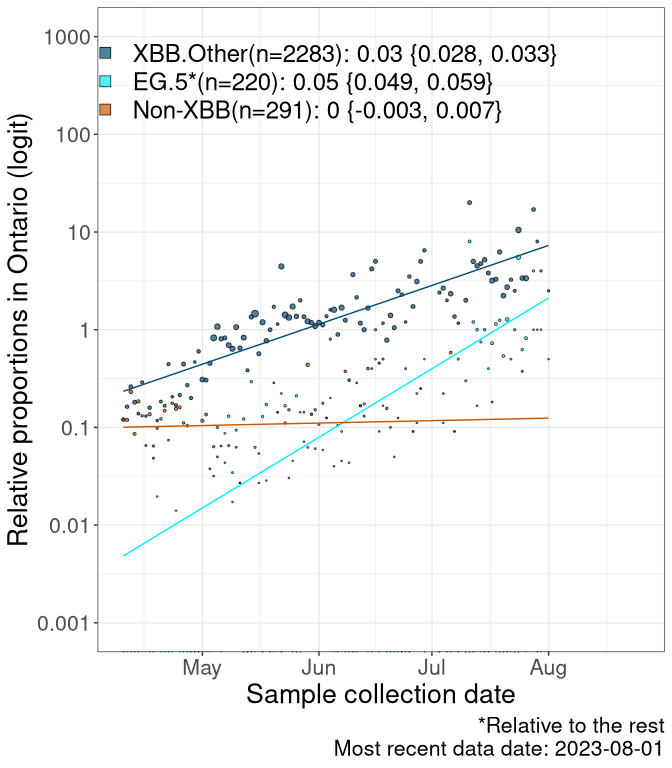 XBB.Other(n=2283): 0.03 {0.028, 0.033}
EG.5*(n=220): 0.05 {0.049, 0.059}
Non-XBB(n=291): 0 {-0.003, 0.007}
Relative proportions in Ontario (logit)
1000
100
10
1
0.1
0.01
0.001
May Jun Jul Aug
Sample collection date
*Relative to the rest
Most recent data date: 2023-08-01